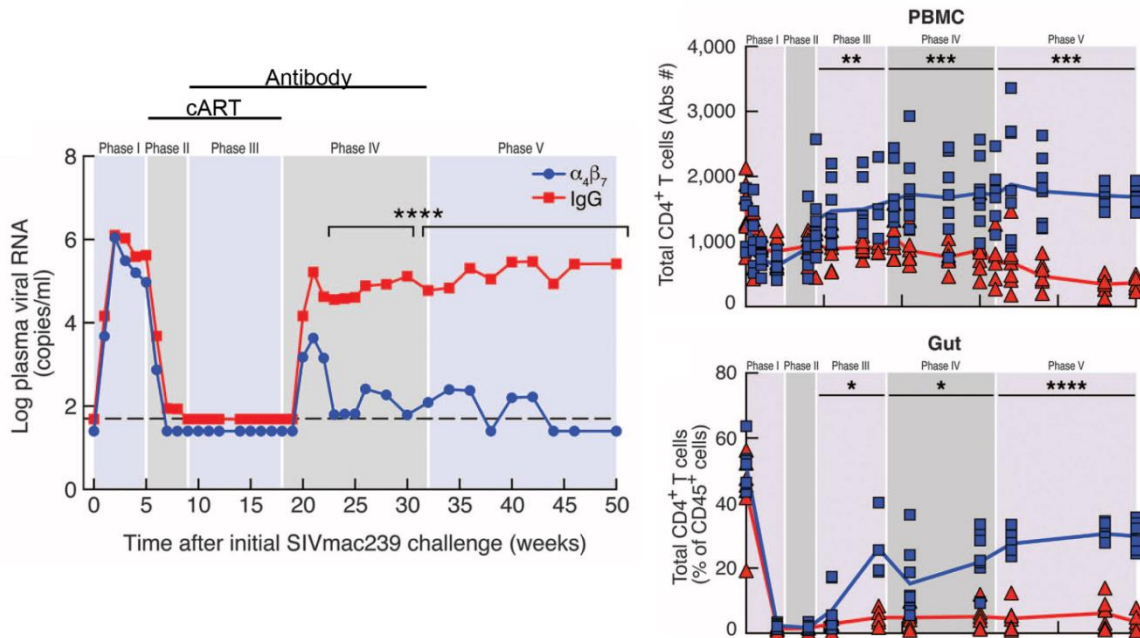 Antibody
cART
Phase I Phase II Phase III Phase IV Phase V
8
6
4
2
0
Log plasma viral RNA
(copies/ml)
α₄β₇
IgG
****
0 5 10 15 20 25 30 35 40 45 50
Time after initial SIVmac239 challenge (weeks)
PBMC
Phase I Phase II Phase III Phase IV Phase V
** *** ***
4,000
3,000
2,000
1,000
0
Total CD4⁺ T cells (Abs #)
Gut
Phase I Phase II Phase III Phase IV Phase V
* * ****
80
60
40
20
0
Total CD4⁺ T cells
(% of CD45⁺ cells)